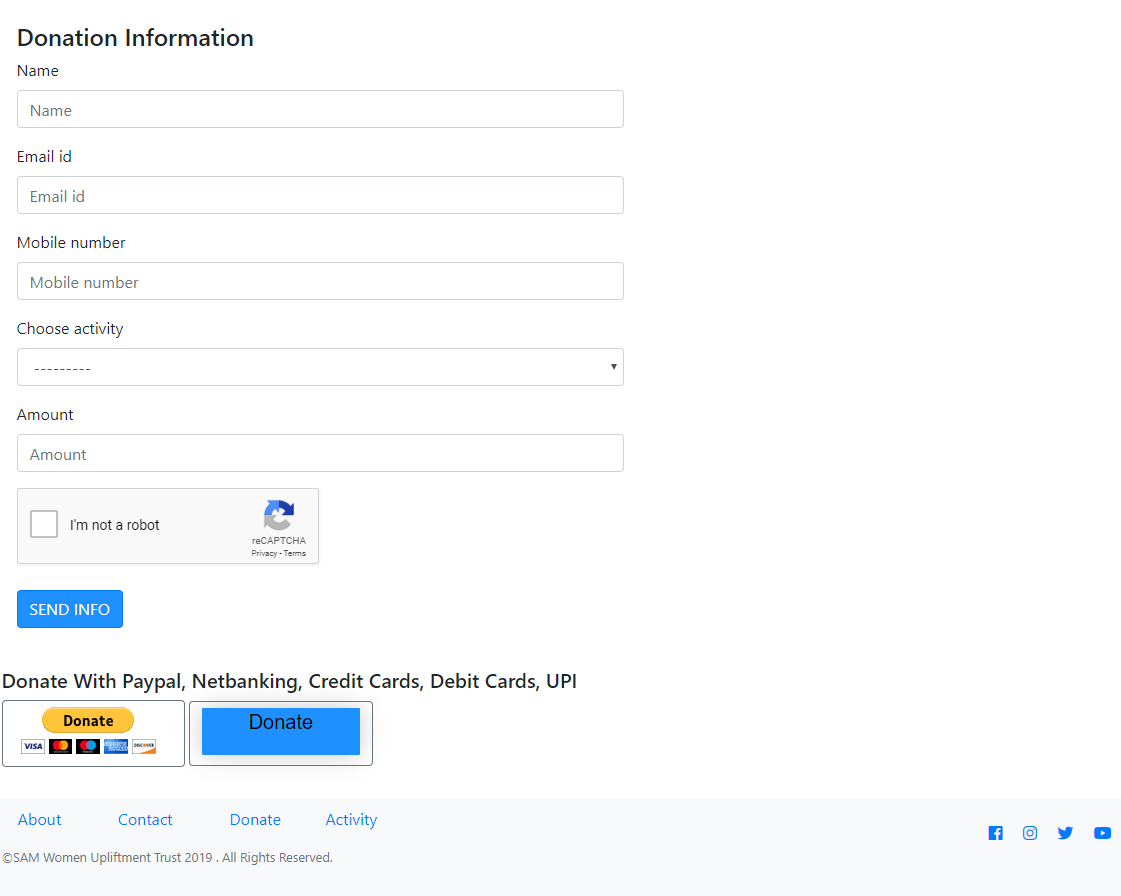 Donation Information
Name
Name
Email id
Email id
Mobile number
Mobile number
Choose activity
---------
Amount
Amount
I'm not a robot
reCAPTCHA
Privacy - Terms
SEND INFO
Donate With Paypal, Netbanking, Credit Cards, Debit Cards, UPI
Donate
VISA
DISCOVER
Donate
About Contact Donate Activity
©SAM Women Upliftment Trust 2019 . All Rights Reserved.